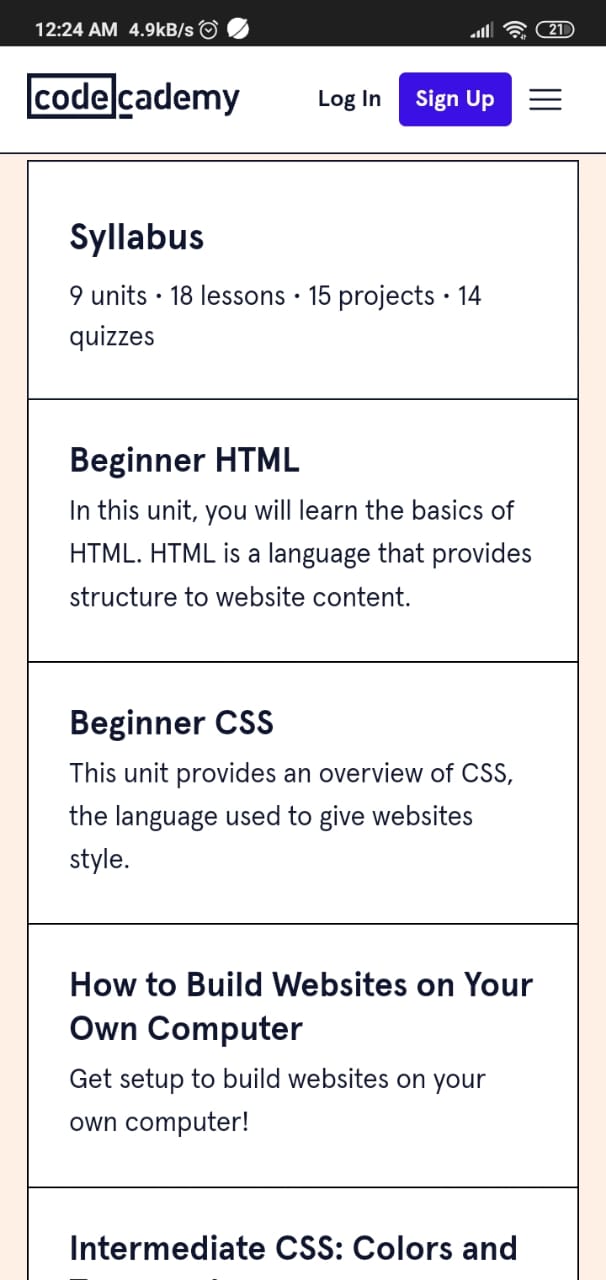 12:24 AM 4.9kB/s 21
codecademy Log In Sign Up
Syllabus
9 units • 18 lessons • 15 projects • 14
quizzes
Beginner HTML
In this unit, you will learn the basics of
HTML. HTML is a language that provides
structure to website content.
Beginner CSS
This unit provides an overview of CSS,
the language used to give websites
style.
How to Build Websites on Your
Own Computer
Get setup to build websites on your
own computer!
Intermediate CSS: Colors and